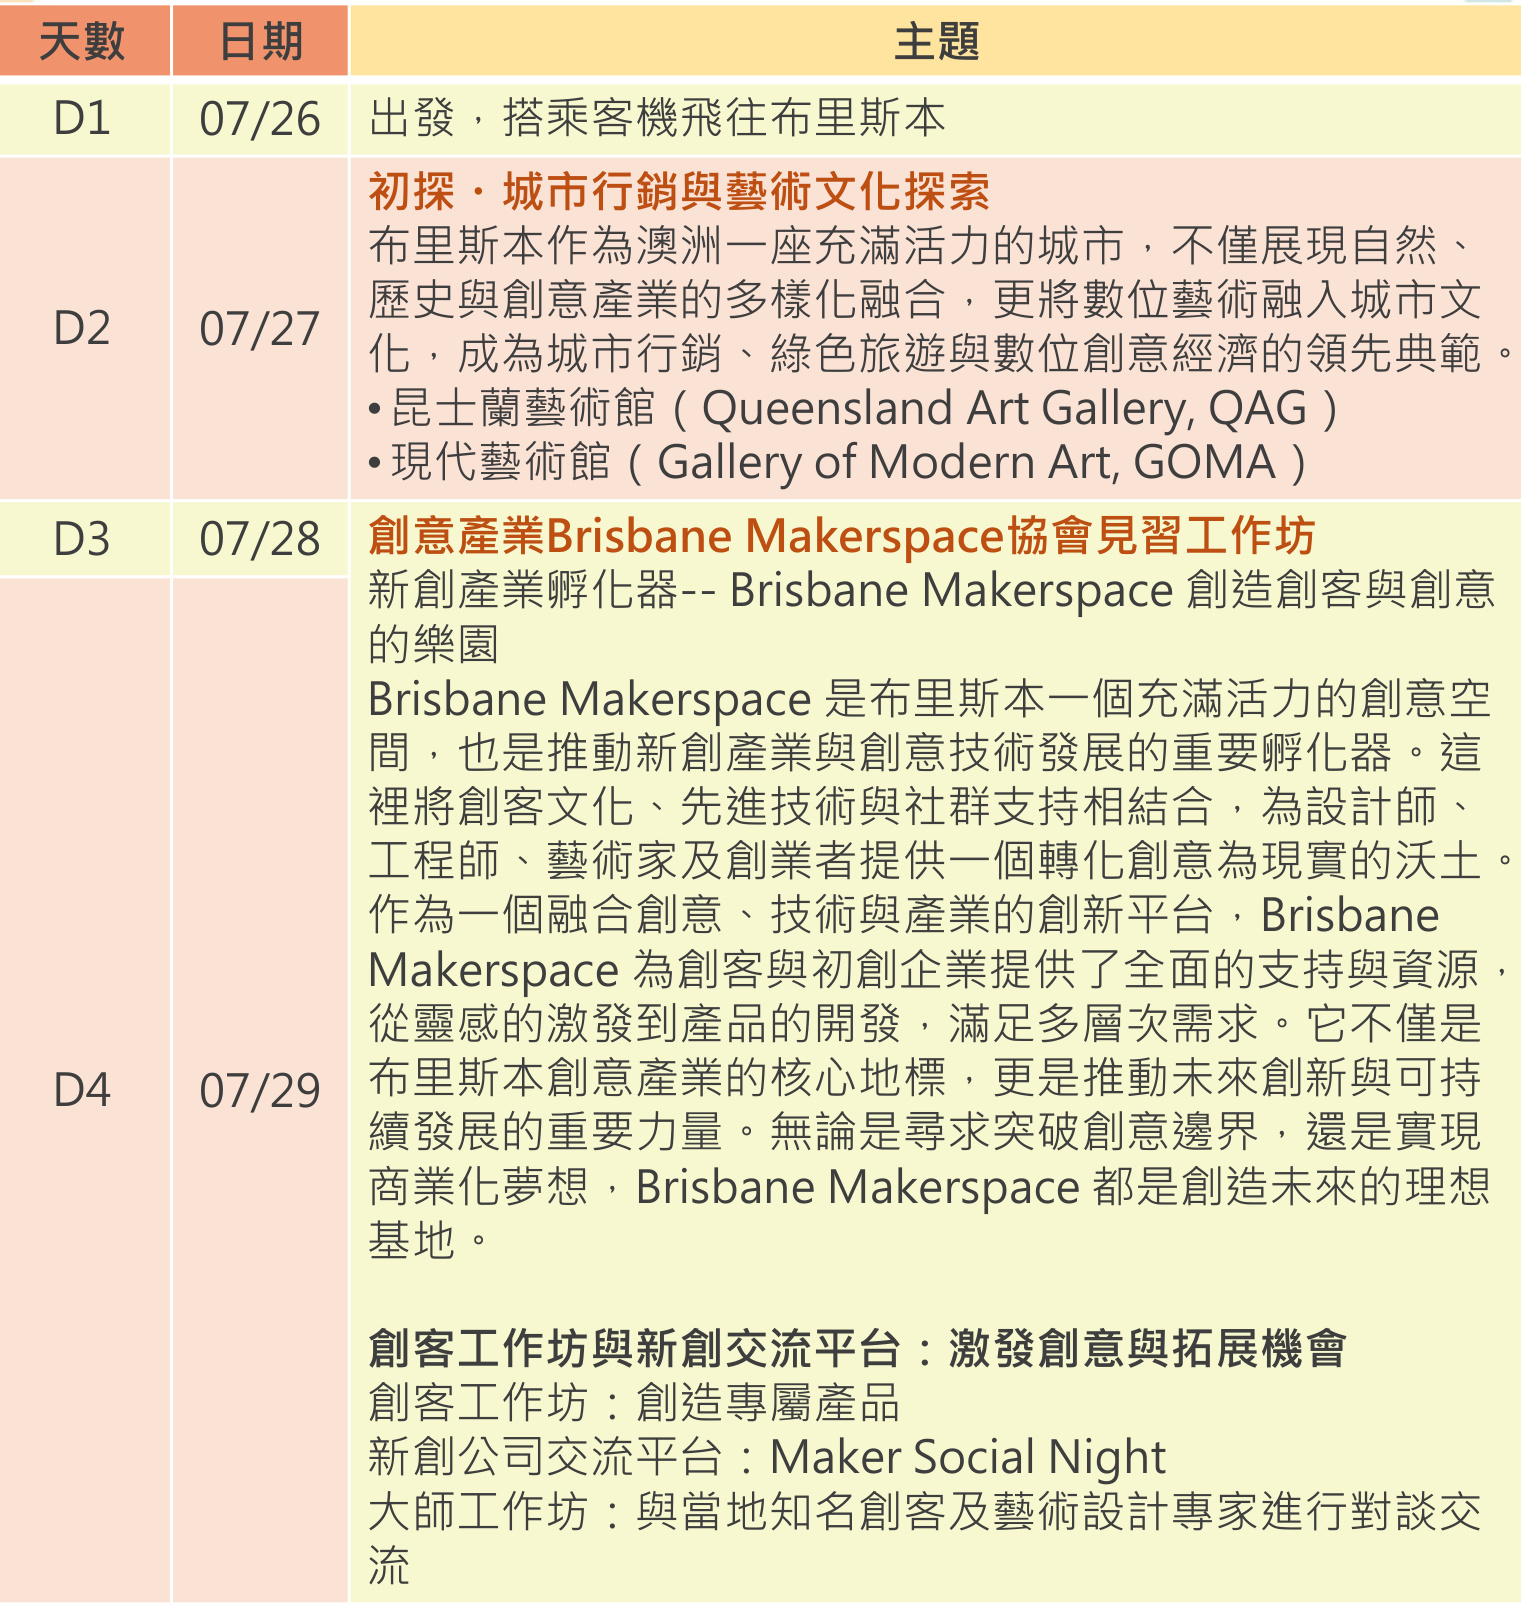 天數 日期 主題
D1 07/26 出發，搭乘客機飛往布里斯本
初探．城市行銷與藝術文化探索
布里斯本作為澳洲一座充滿活力的城市，不僅展現自然、
歷史與創意產業的多樣化融合，更將數位藝術融入城市文
D2 07/27 化，成為城市行銷、綠色旅遊與數位創意經濟的領先典範。
•昆士蘭藝術館（Queensland Art Gallery, QAG）
•現代藝術館（Gallery of Modern Art, GOMA）
D3 07/28 創意產業Brisbane Makerspace協會見習工作坊
新創產業孵化器-- Brisbane Makerspace 創造創客與創意
的樂園
Brisbane Makerspace 是布里斯本一個充滿活力的創意空
間，也是推動新創產業與創意技術發展的重要孵化器。這
裡將創客文化、先進技術與社群支持相結合，為設計師、
工程師、藝術家及創業者提供一個轉化創意為現實的沃土。
作為一個融合創意、技術與產業的創新平台，Brisbane
Makerspace 為創客與初創企業提供了全面的支持與資源，
從靈感的激發到產品的開發，滿足多層次需求。它不僅是
D4 07/29 布里斯本創意產業的核心地標，更是推動未來創新與可持
續發展的重要力量。無論是尋求突破創意邊界，還是實現
商業化夢想，Brisbane Makerspace 都是創造未來的理想
基地。
創客工作坊與新創交流平台：激發創意與拓展機會
創客工作坊：創造專屬產品
新創公司交流平台：Maker Social Night
大師工作坊：與當地知名創客及藝術設計專家進行對談交
流